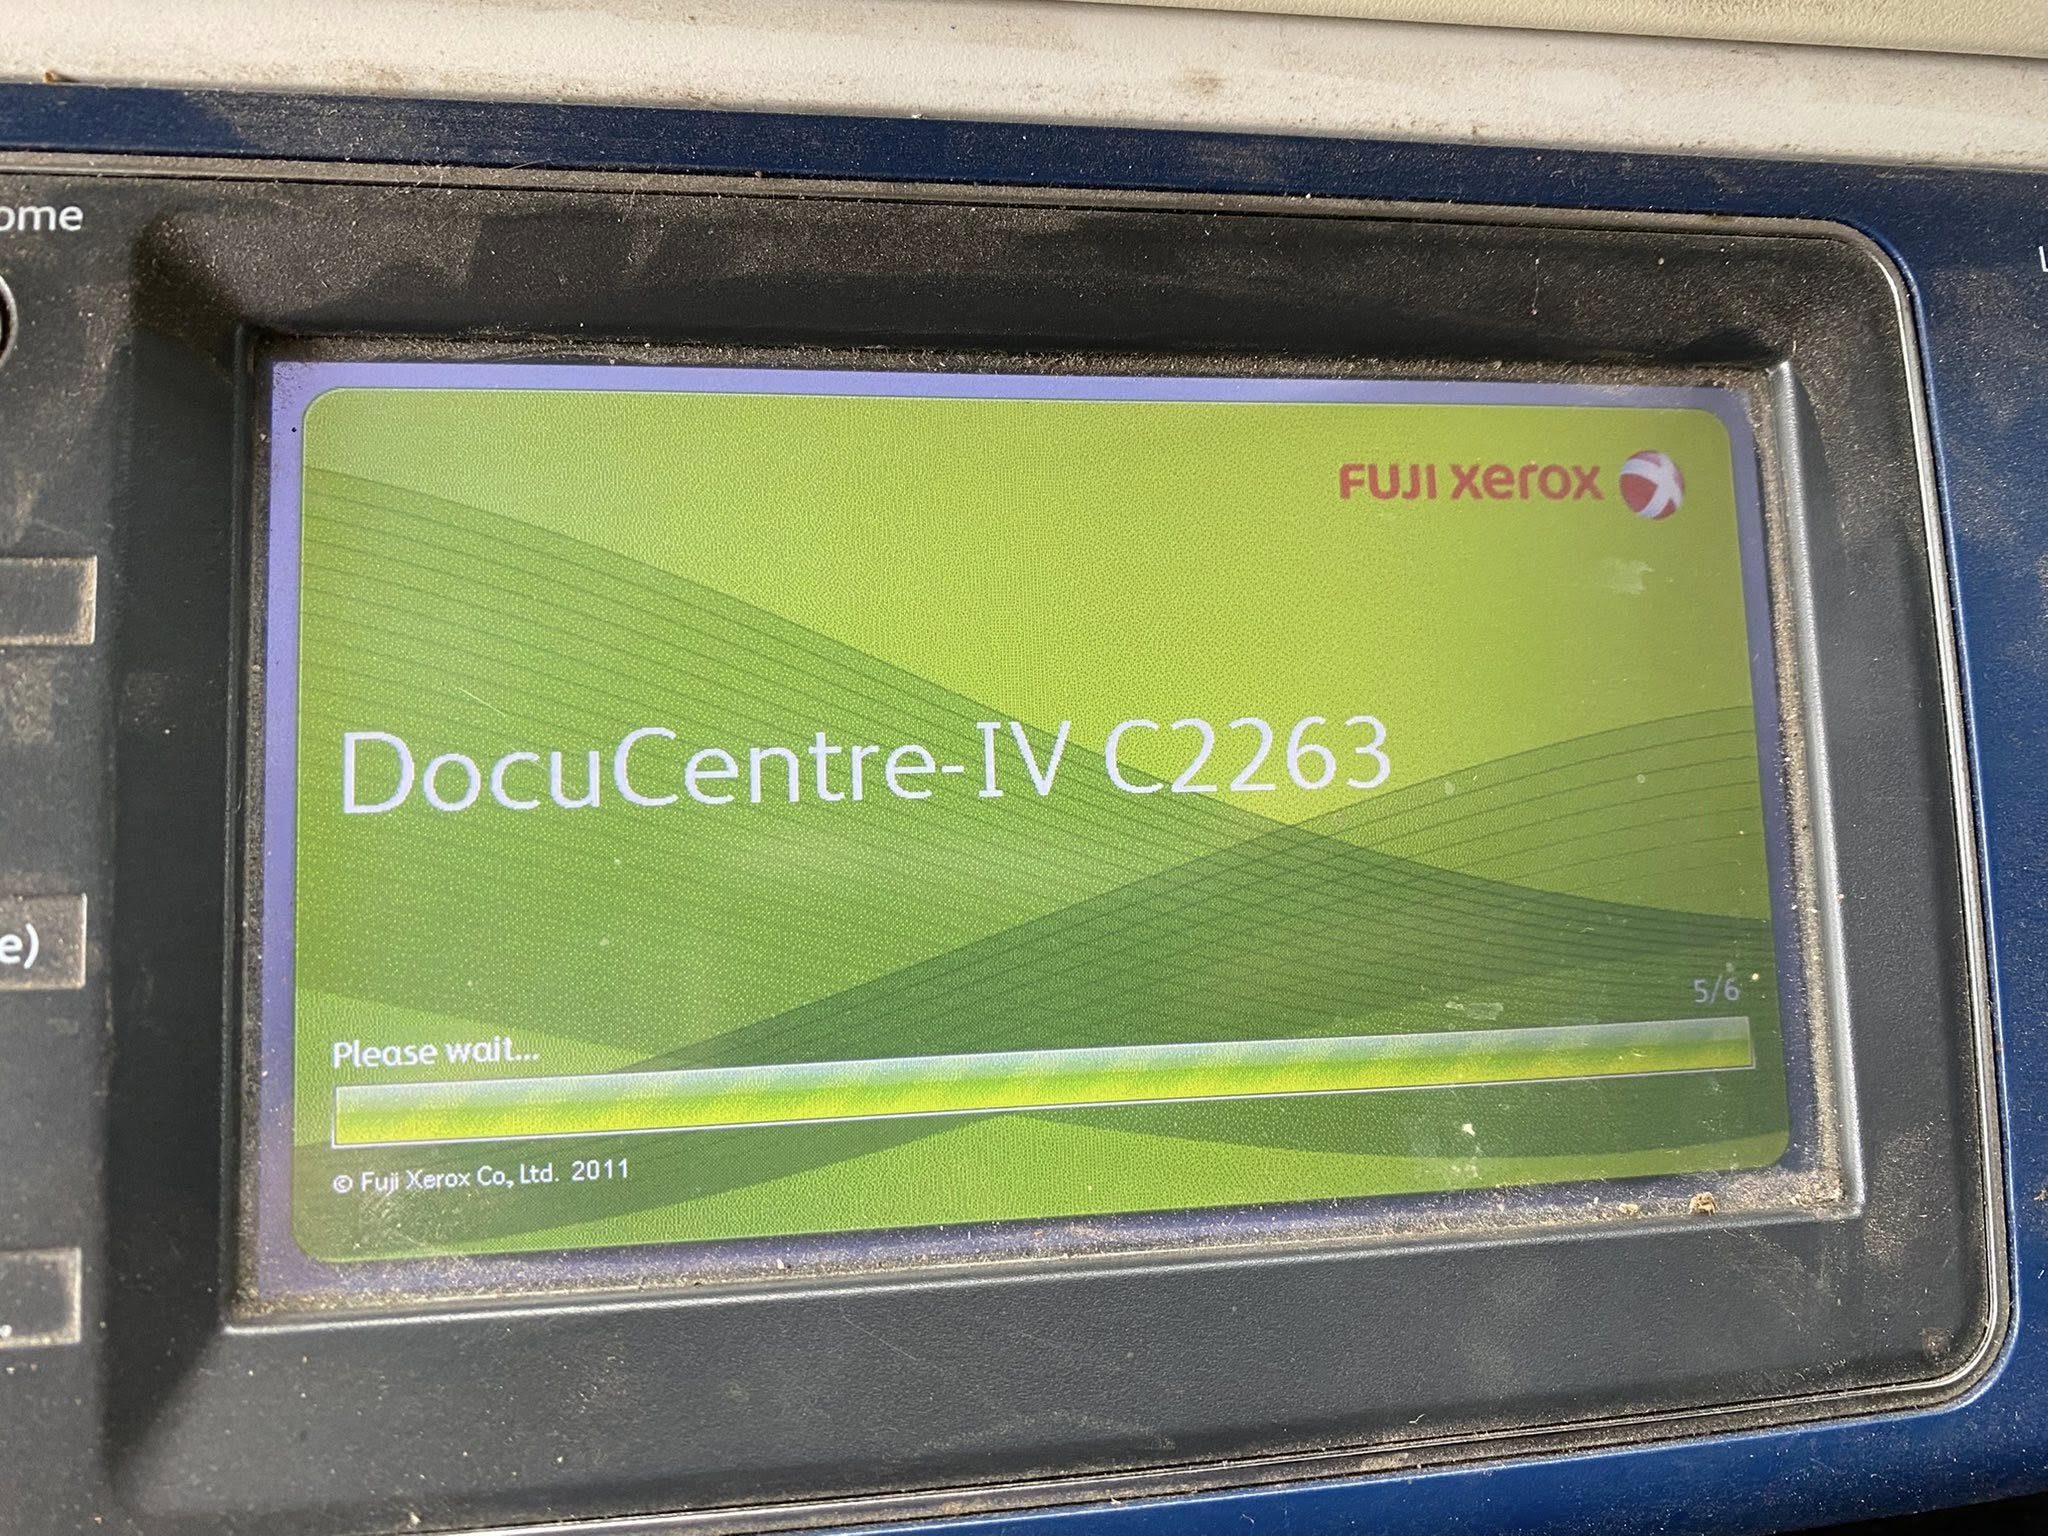 ome
FUJI xerox
DocuCentre-IV C2263
5/6
Please wait...
e)
© Fuji Xerox Co., Ltd. 2011